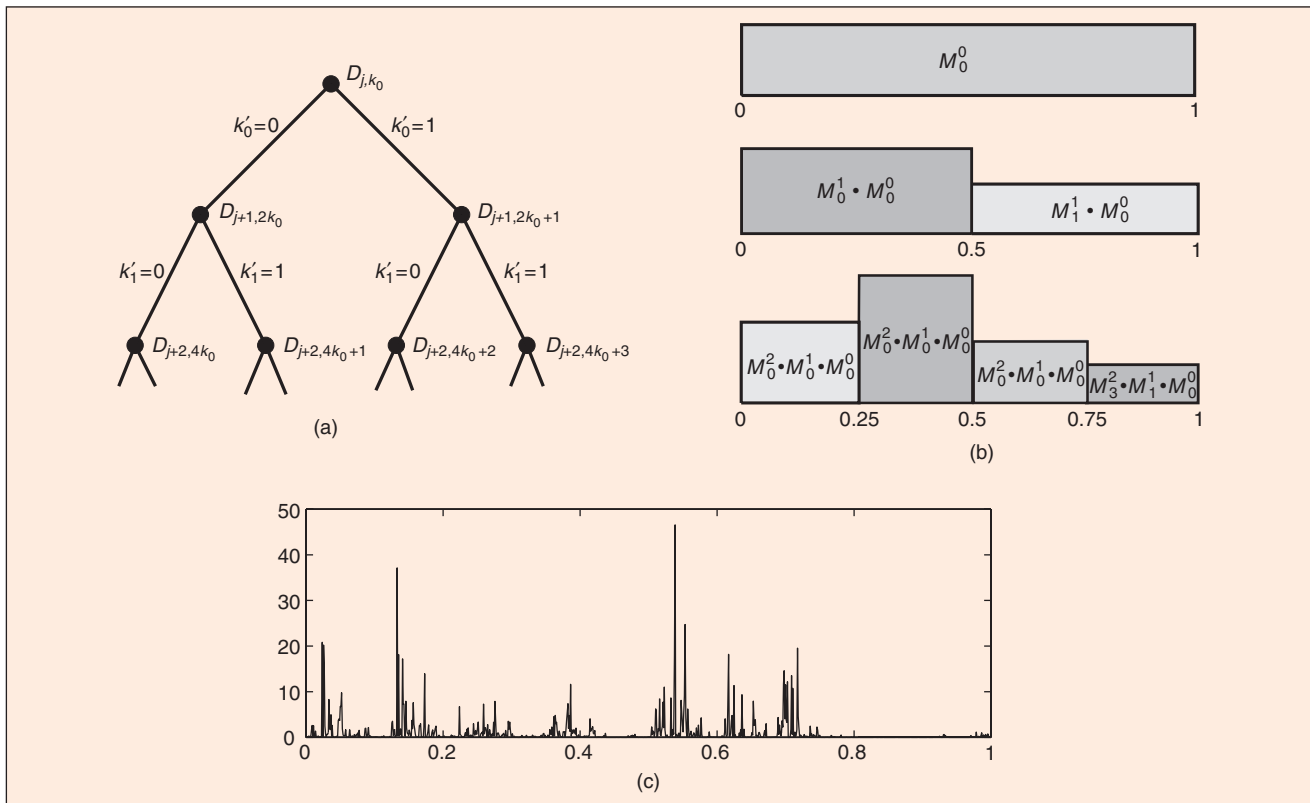 D_{j,k_0}
k'_0=0
k'_0=1
D_{j+1,2k_0}
D_{j+1,2k_0+1}
k'_1=0
k'_1=1
k'_1=0
k'_1=1
D_{j+2,4k_0}
D_{j+2,4k_0+1}
D_{j+2,4k_0+2}
D_{j+2,4k_0+3}
(a)
M_0^0
0 1
M_0^1 • M_0^0
M_1^1 • M_0^0
0 0.5 1
M_0^2•M_0^1•M_0^0
M_0^2•M_0^1•M_0^0
M_0^2•M_0^1•M_0^0
M_3^2•M_1^1•M_0^0
0 0.25 0.5 0.75 1
(b)
50
40
30
20
10
0
0 0.2 0.4 0.6 0.8 1
(c)